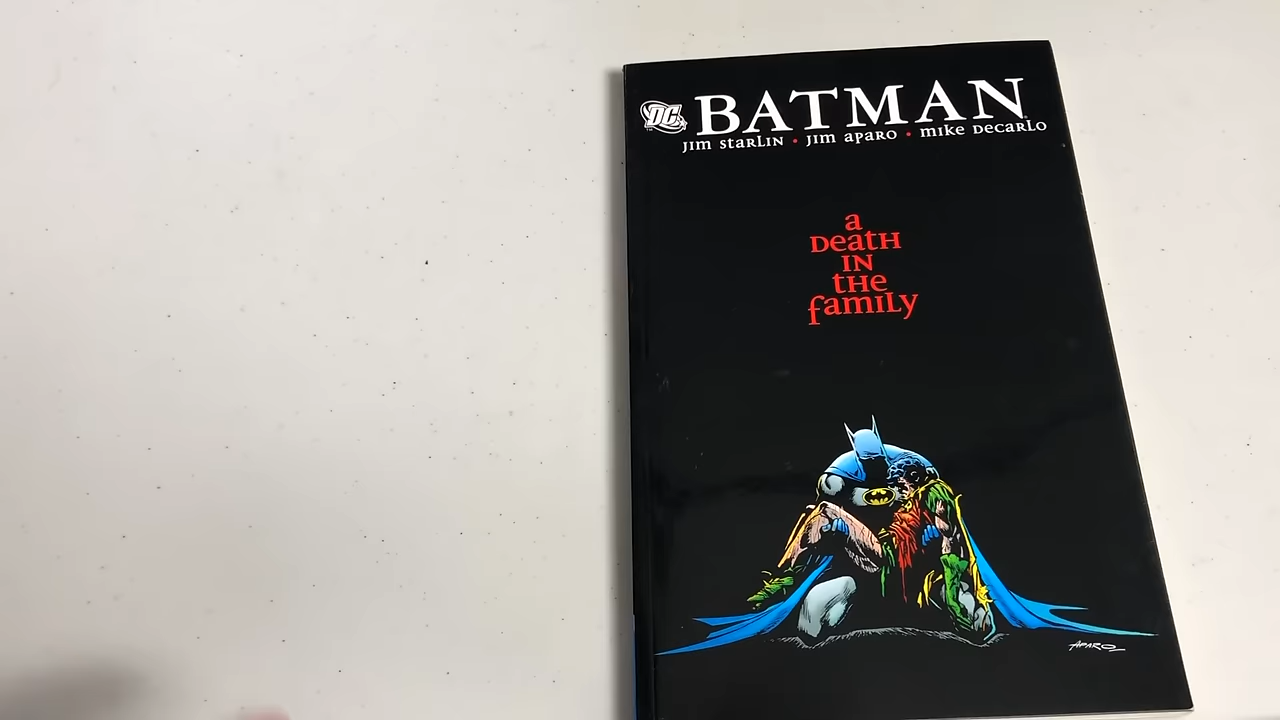 DC
BATMAN
JIM STARLIN • JIM APARO • MIKE DECARLO
a
DEATH
IN
THE
FAMILY
APARO